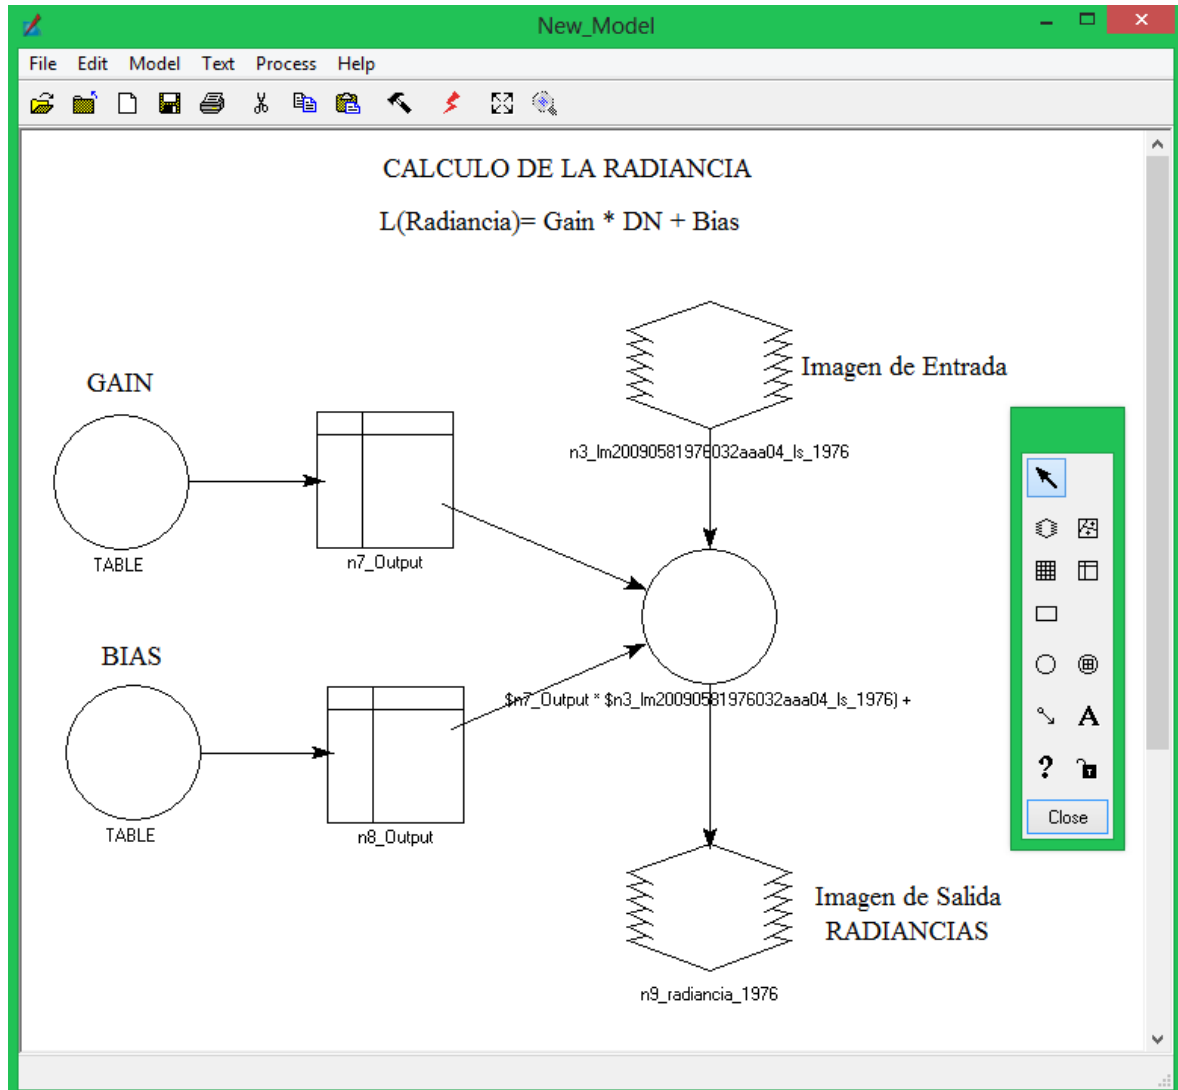 New_Model
File Edit Model Text Process Help
CALCULO DE LA RADIANCIA
L(Radiancia)= Gain * DN + Bias
Imagen de Entrada
GAIN
n3_lm20090581976032aaa04_ls_1976
TABLE
n7_Output
BIAS
$n7_Output * $n3_lm20090581976032aaa04_ls_1976) +
TABLE
n8_Output
A
?
Close
Imagen de Salida
RADIANCIAS
n9_radiancia_1976